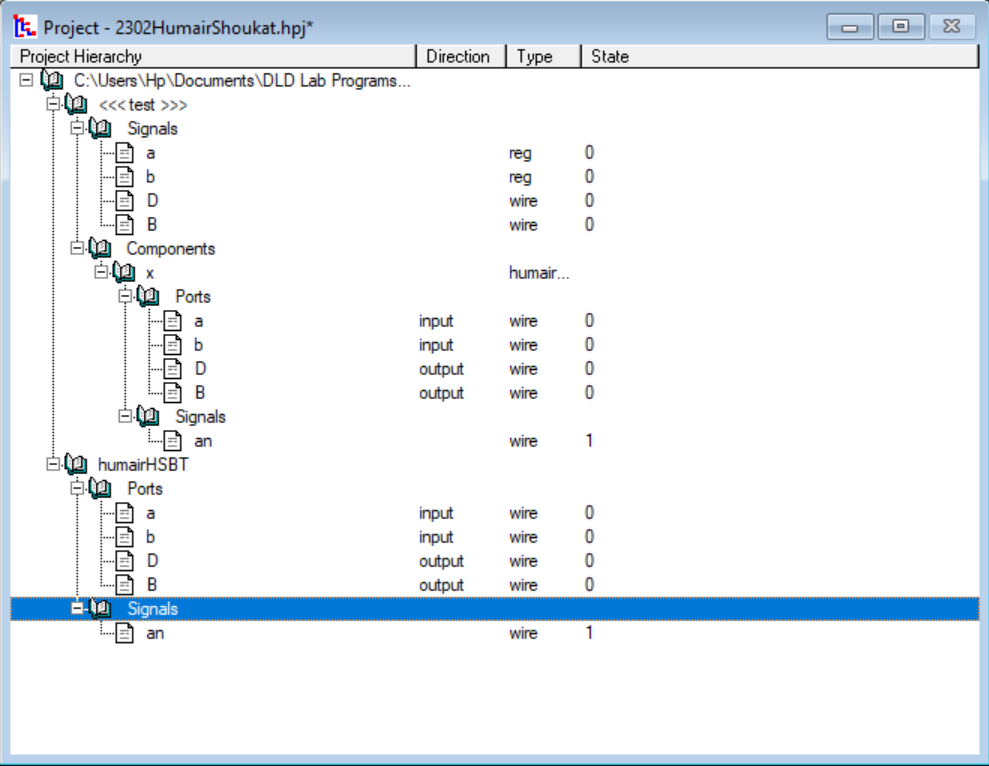 Project - 2302HumairShoukat.hpj*
Project Hierarchy Direction Type State
C:\Users\Hp\Documents\DLD Lab Programs...
<<< test >>>
Signals
a reg 0
b reg 0
D wire 0
B wire 0
Components
x humair...
Ports
a input wire 0
b input wire 0
D output wire 0
B output wire 0
Signals
an wire 1
humairHSBT
Ports
a input wire 0
b input wire 0
D output wire 0
B output wire 0
Signals
an wire 1